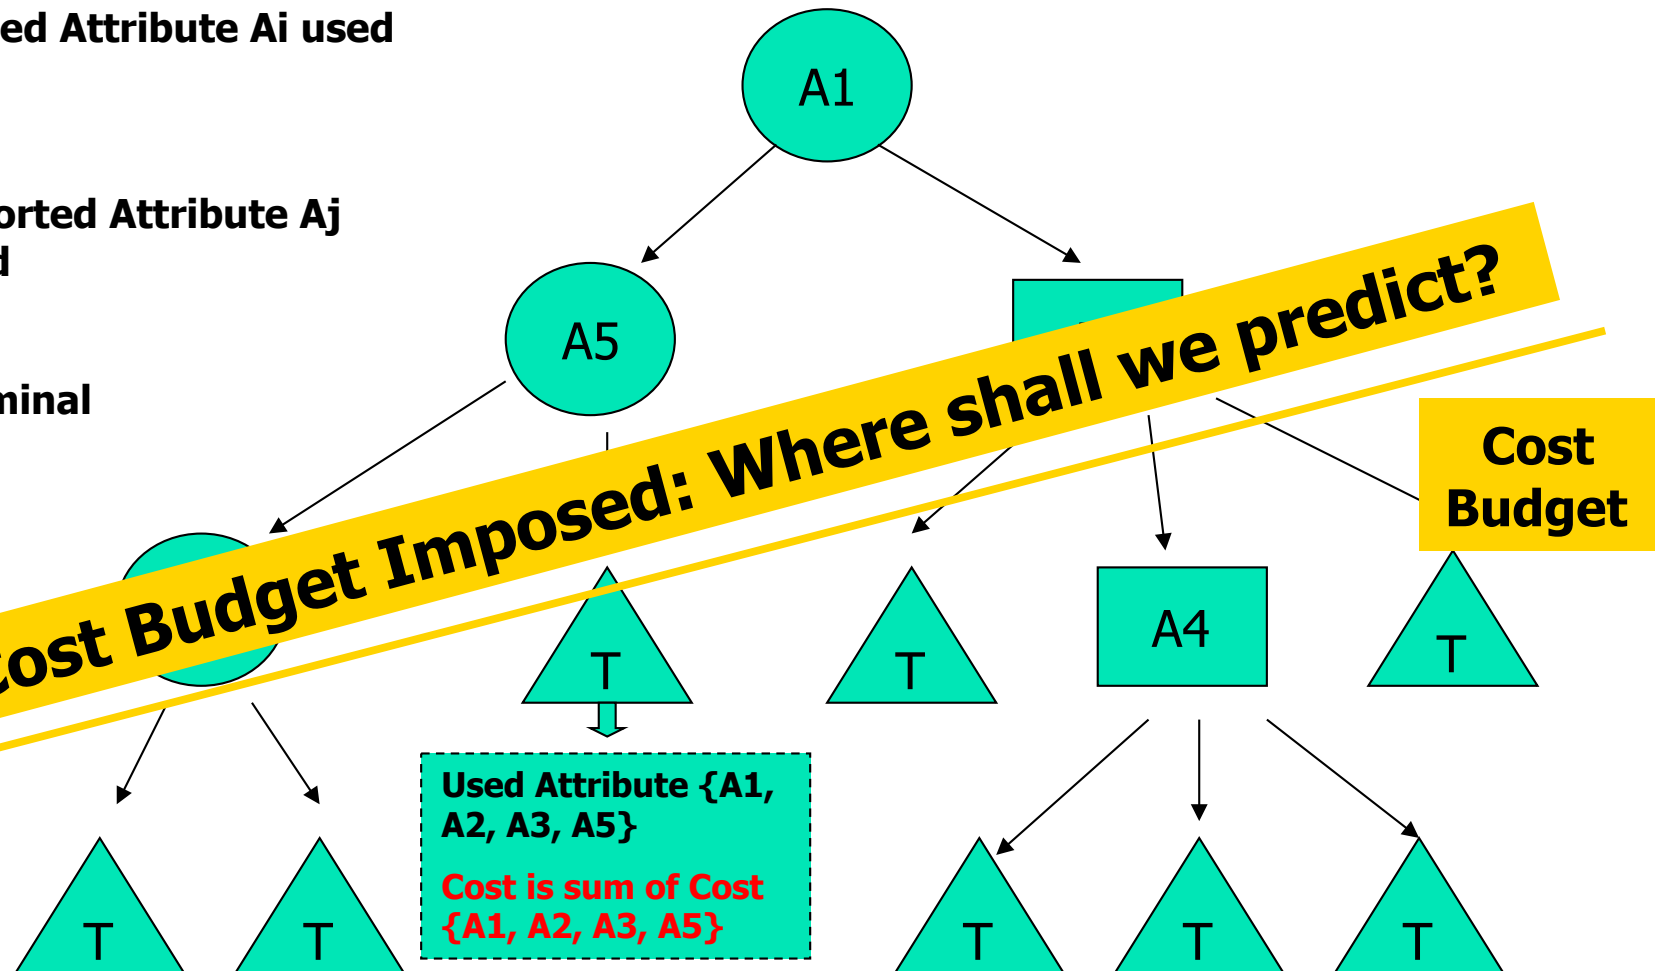 ed Attribute Ai used
A1
orted Attribute Aj
A5
minal
Cost Budget Imposed: Where shall we predict?
Cost
Budget
T
T
A4
T
Used Attribute {A1,
A2, A3, A5}
Cost is sum of Cost
{A1, A2, A3, A5}
T
T
T
T
T